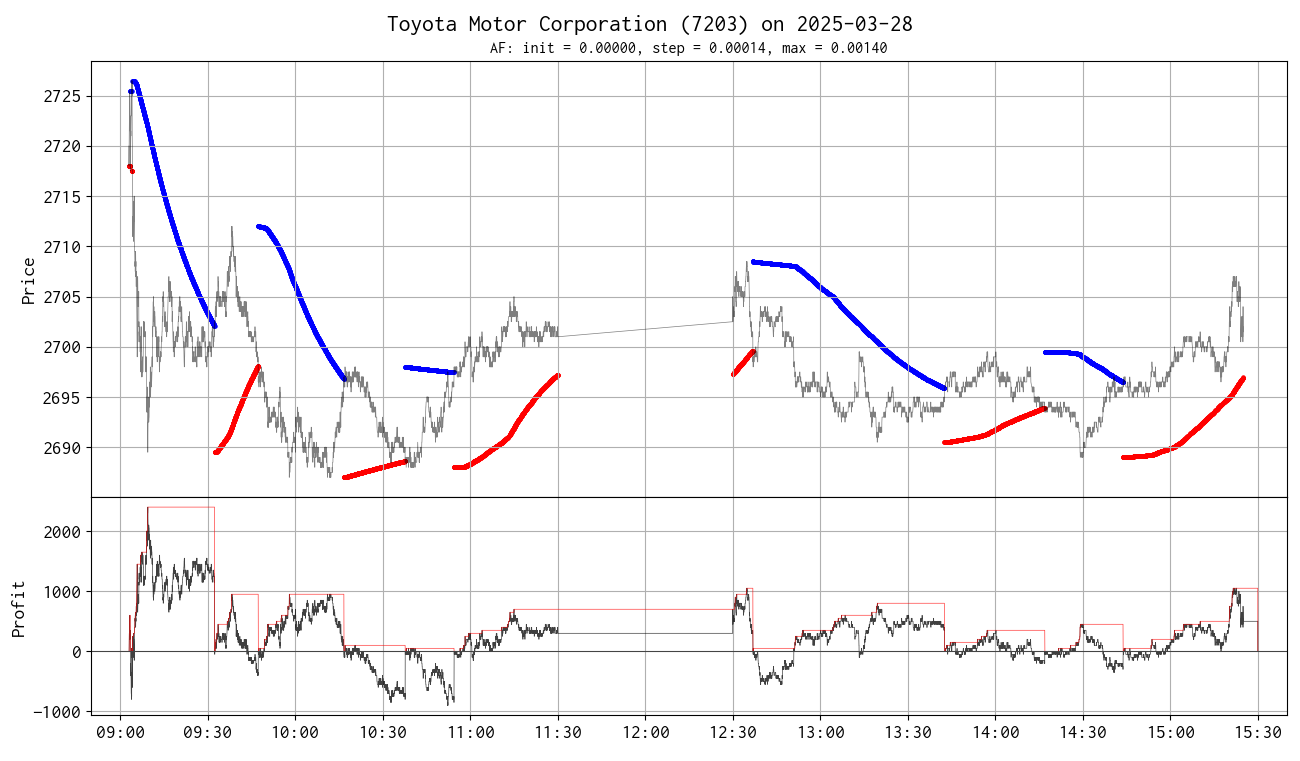 Toyota Motor Corporation (7203) on 2025-03-28
AF: init = 0.00000, step = 0.00014, max = 0.00140
Price
2725
2720
2715
2710
2705
2700
2695
2690
Profit
2000
1000
0
−1000
09:00 09:30 10:00 10:30 11:00 11:30 12:00 12:30 13:00 13:30 14:00 14:30 15:00 15:30